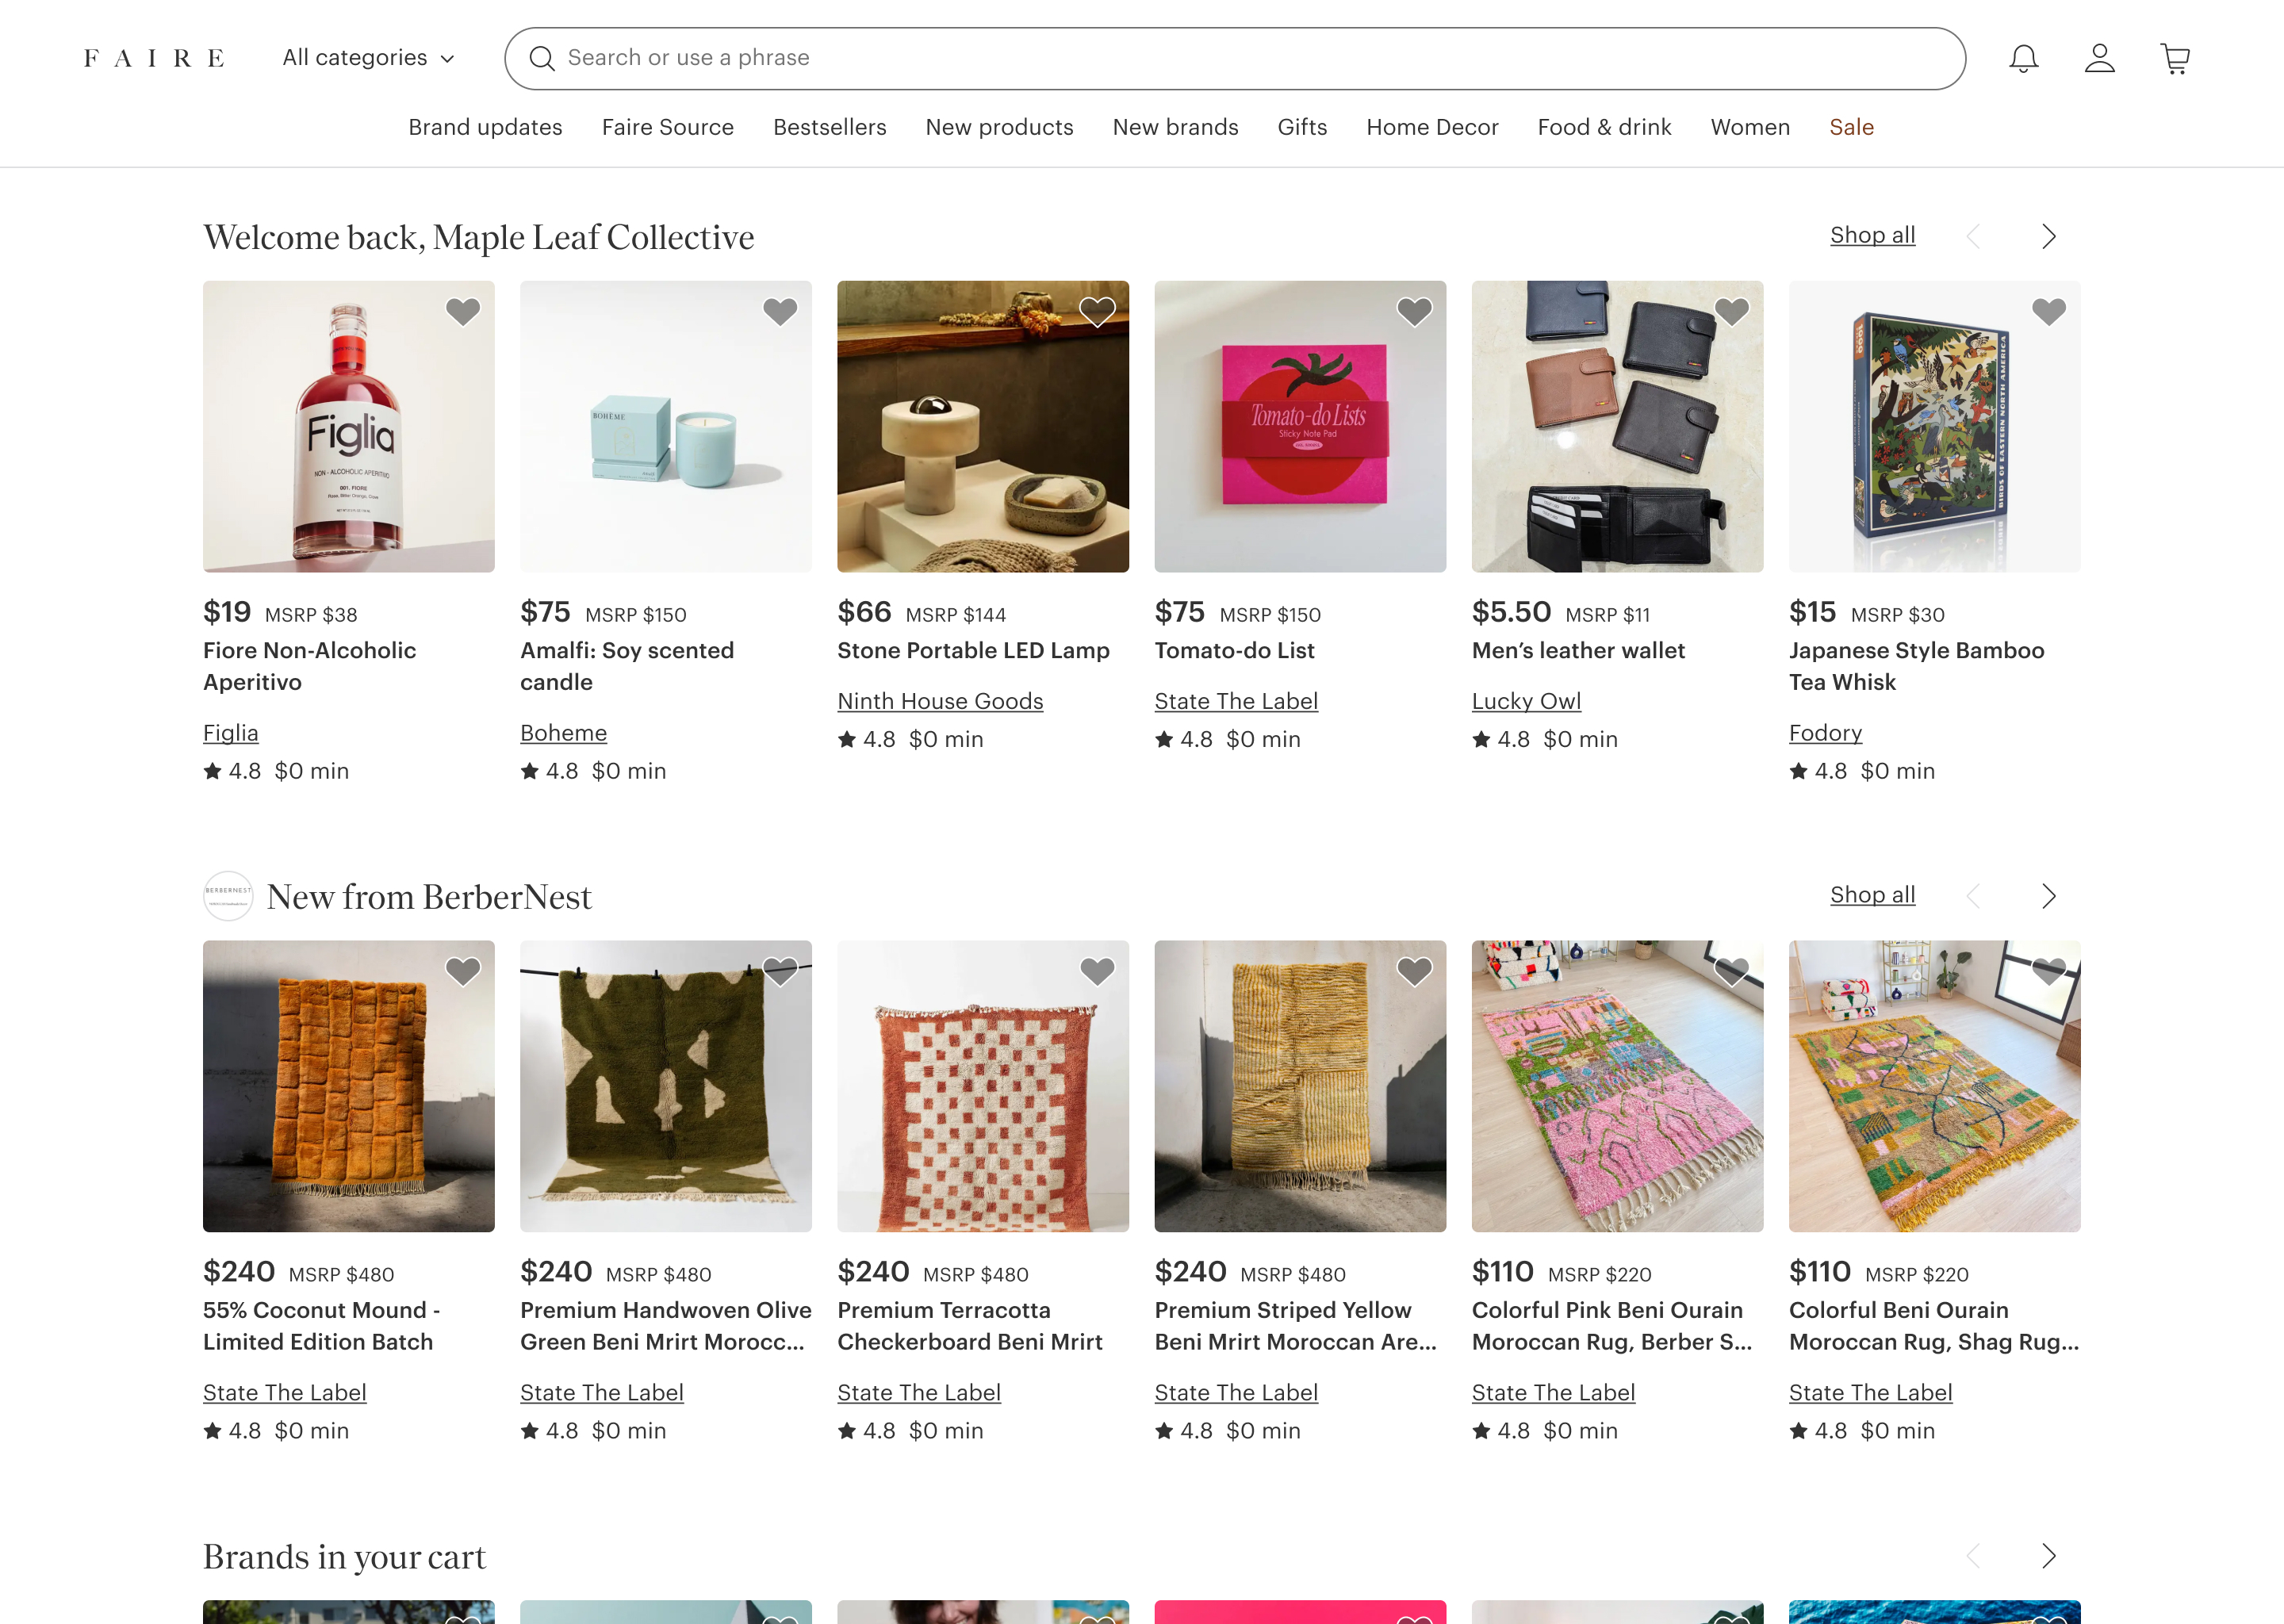 FAIRE
All categories
Search or use a phrase
Brand updates Faire Source Bestsellers New products New brands Gifts Home Decor Food & drink Women Sale
Welcome back, Maple Leaf Collective
Shop all
Figlia
NON - ALCOHOLIC APERITIVO
001. FIORE
BOHÈME
Tomato-do Lists
Sticky Note Pad
1000
BIRDS OF EASTERN NORTH AMERICA
$19 MSRP $38
Fiore Non-Alcoholic
Aperitivo
Figlia
4.8 $0 min
$75 MSRP $150
Amalfi: Soy scented
candle
Boheme
4.8 $0 min
$66 MSRP $144
Stone Portable LED Lamp
Ninth House Goods
4.8 $0 min
$75 MSRP $150
Tomato-do List
State The Label
4.8 $0 min
$5.50 MSRP $11
Men’s leather wallet
Lucky Owl
4.8 $0 min
$15 MSRP $30
Japanese Style Bamboo
Tea Whisk
Fodory
4.8 $0 min
BERBERNEST
New from BerberNest
Shop all
$240 MSRP $480
55% Coconut Mound -
Limited Edition Batch
State The Label
4.8 $0 min
$240 MSRP $480
Premium Handwoven Olive
Green Beni Mrirt Morocc...
State The Label
4.8 $0 min
$240 MSRP $480
Premium Terracotta
Checkerboard Beni Mrirt
State The Label
4.8 $0 min
$240 MSRP $480
Premium Striped Yellow
Beni Mrirt Moroccan Are...
State The Label
4.8 $0 min
$110 MSRP $220
Colorful Pink Beni Ourain
Moroccan Rug, Berber S...
State The Label
4.8 $0 min
$110 MSRP $220
Colorful Beni Ourain
Moroccan Rug, Shag Rug...
State The Label
4.8 $0 min
Brands in your cart